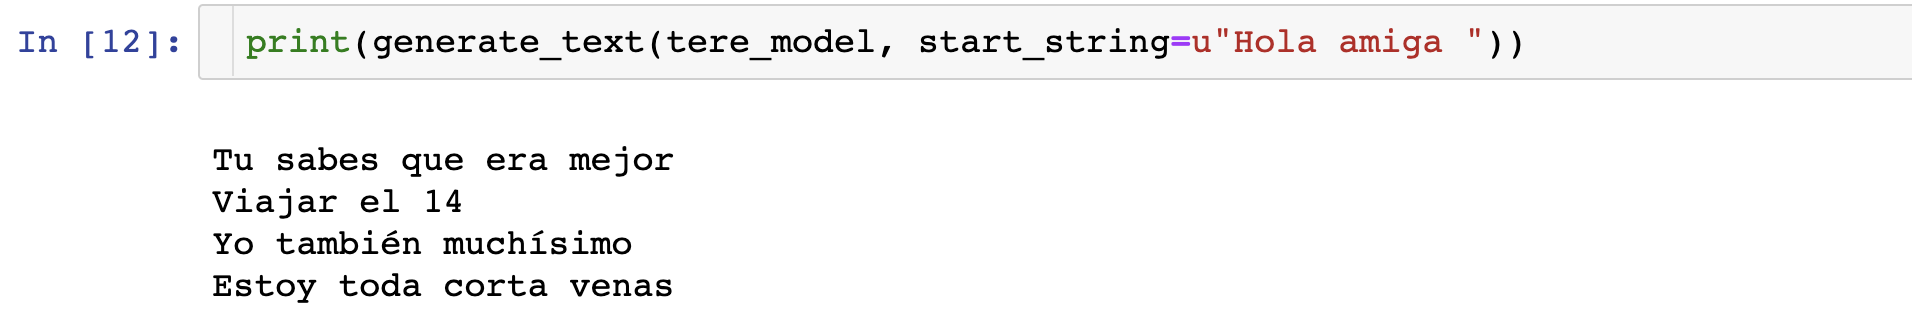 In [12]: print(generate_text(tere_model, start_string=u"Hola amiga "))
Tu sabes que era mejor
Viajar el 14
Yo también muchísimo
Estoy toda corta venas